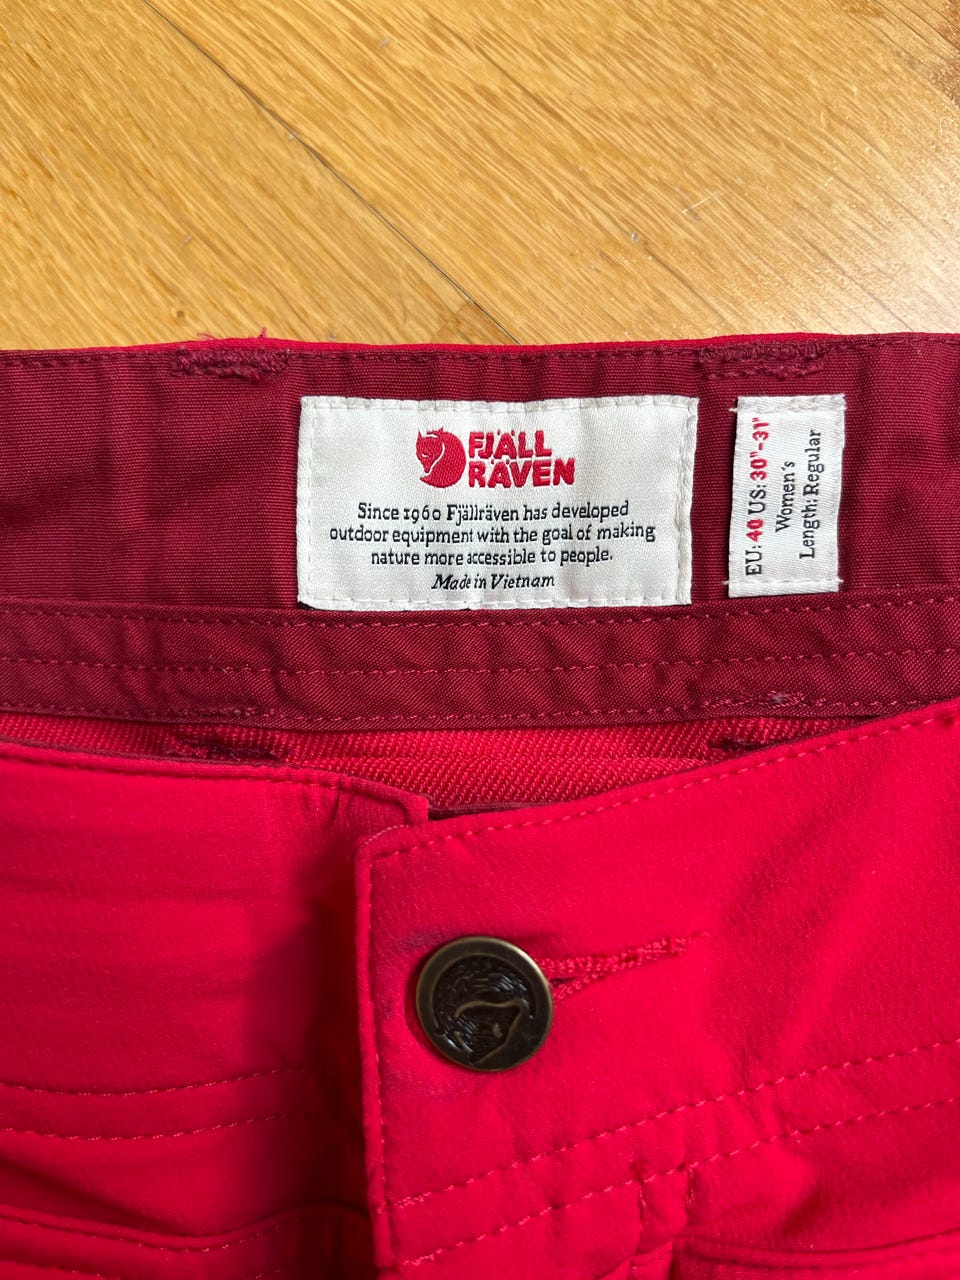 FJÄLL
RÄVEN
Since 1960 Fjällräven has developed
outdoor equipment with the goal of making
nature more accessible to people.
Made in Vietnam
EU: 40 US: 30"-31"
Women's
Length: Regular